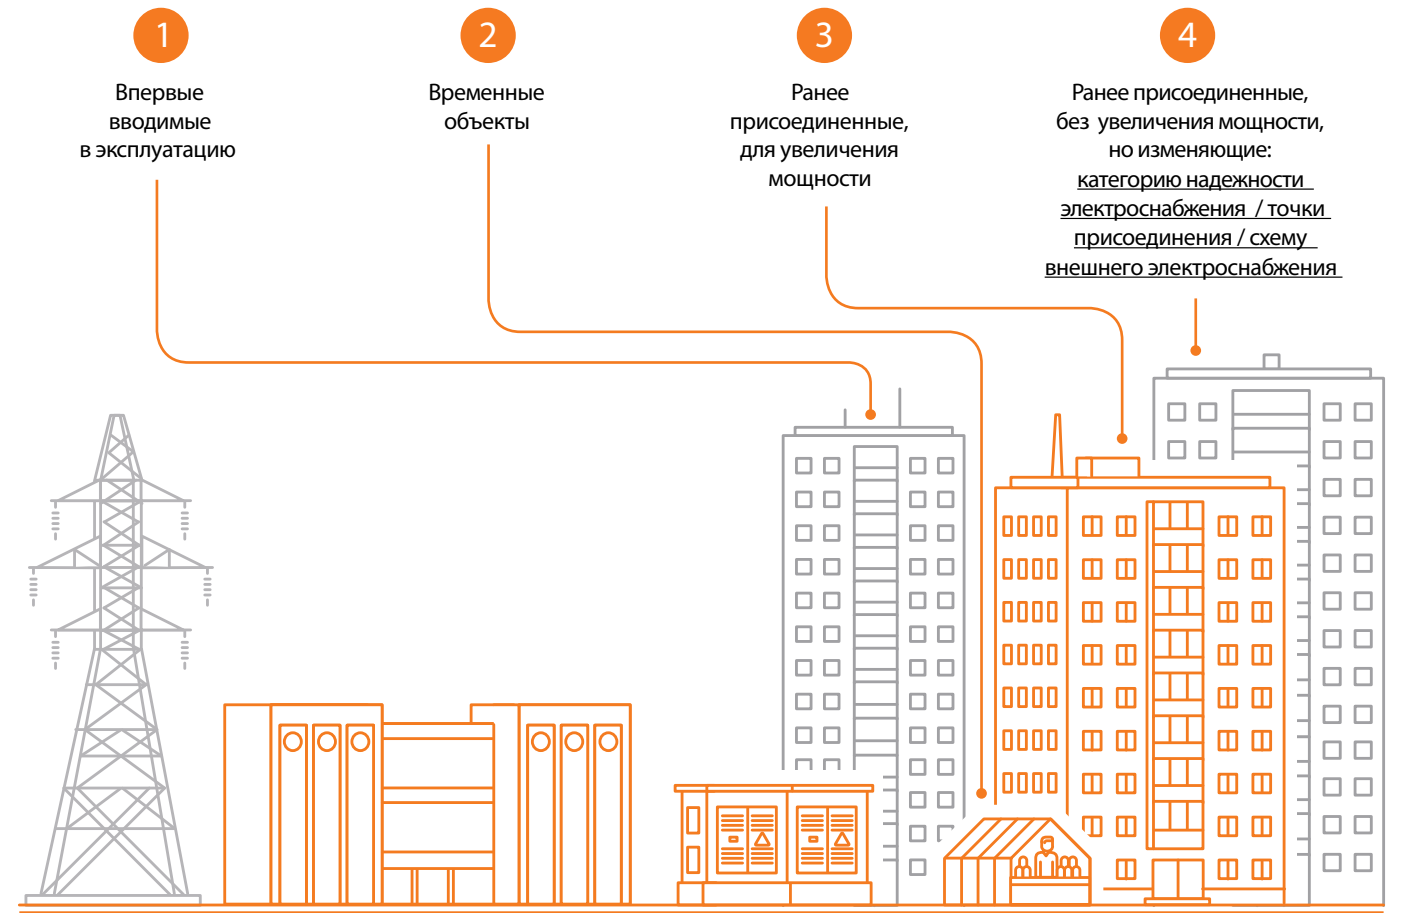 1
Впервые
вводимые
в эксплуатацию
2
Временные
объекты
3
Ранее
присоединенные,
для увеличения
мощности
4
Ранее присоединенные,
без увеличения мощности,
но изменяющие:
категорию надежности
электроснабжения / точки
присоединения / схему
внешнего электроснабжения